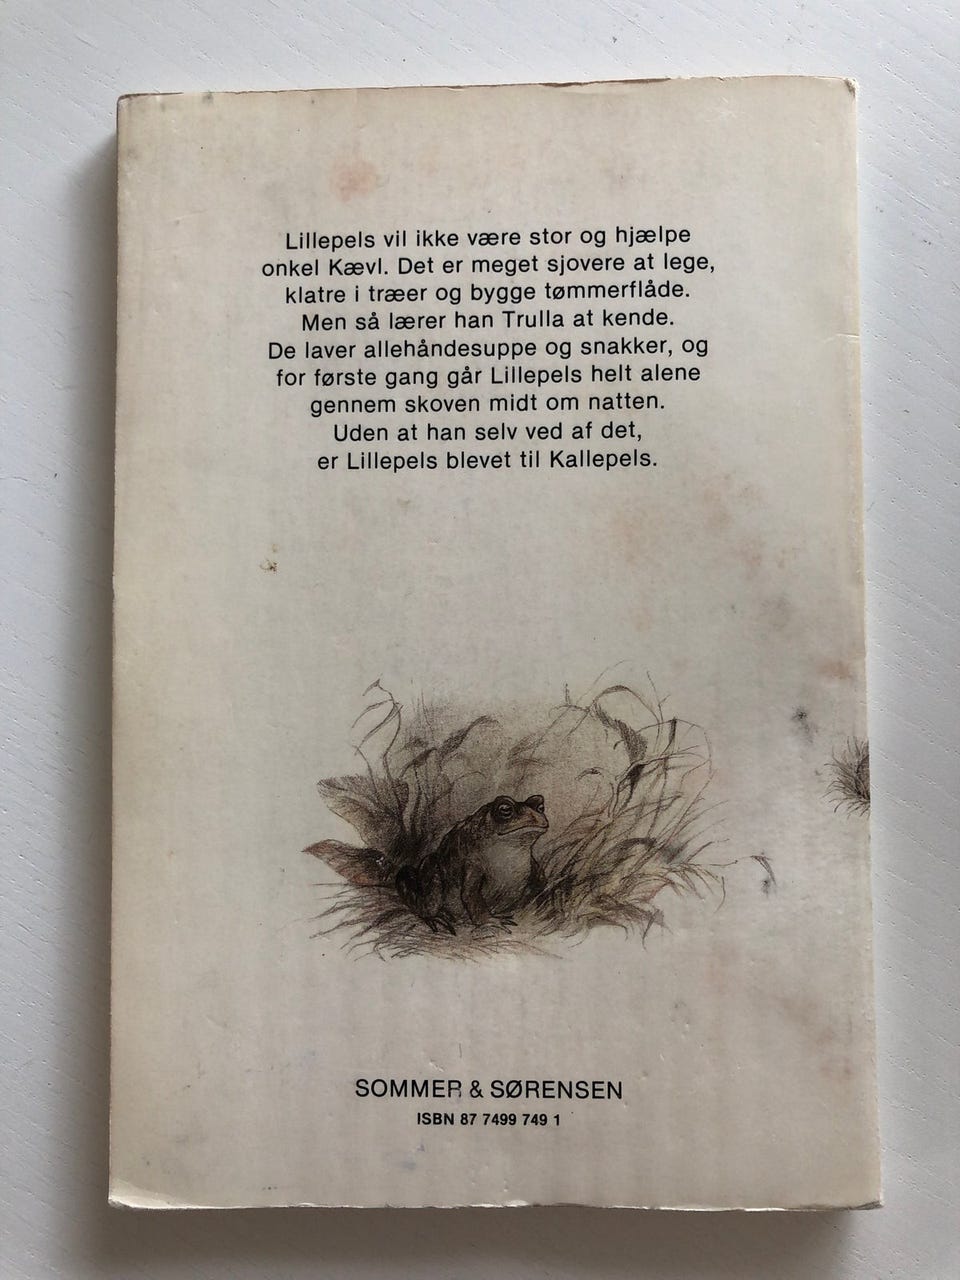 Lillepels vil ikke være stor og hjælpe
onkel Kævl. Det er meget sjovere at lege,
klatre i træer og bygge tømmerflåde.
Men så lærer han Trulla at kende.
De laver allehåndesuppe og snakker, og
for første gang går Lillepels helt alene
gennem skoven midt om natten.
Uden at han selv ved af det,
er Lillepels blevet til Kallepels.
SOMMER & SØRENSEN
ISBN 87 7499 749 1